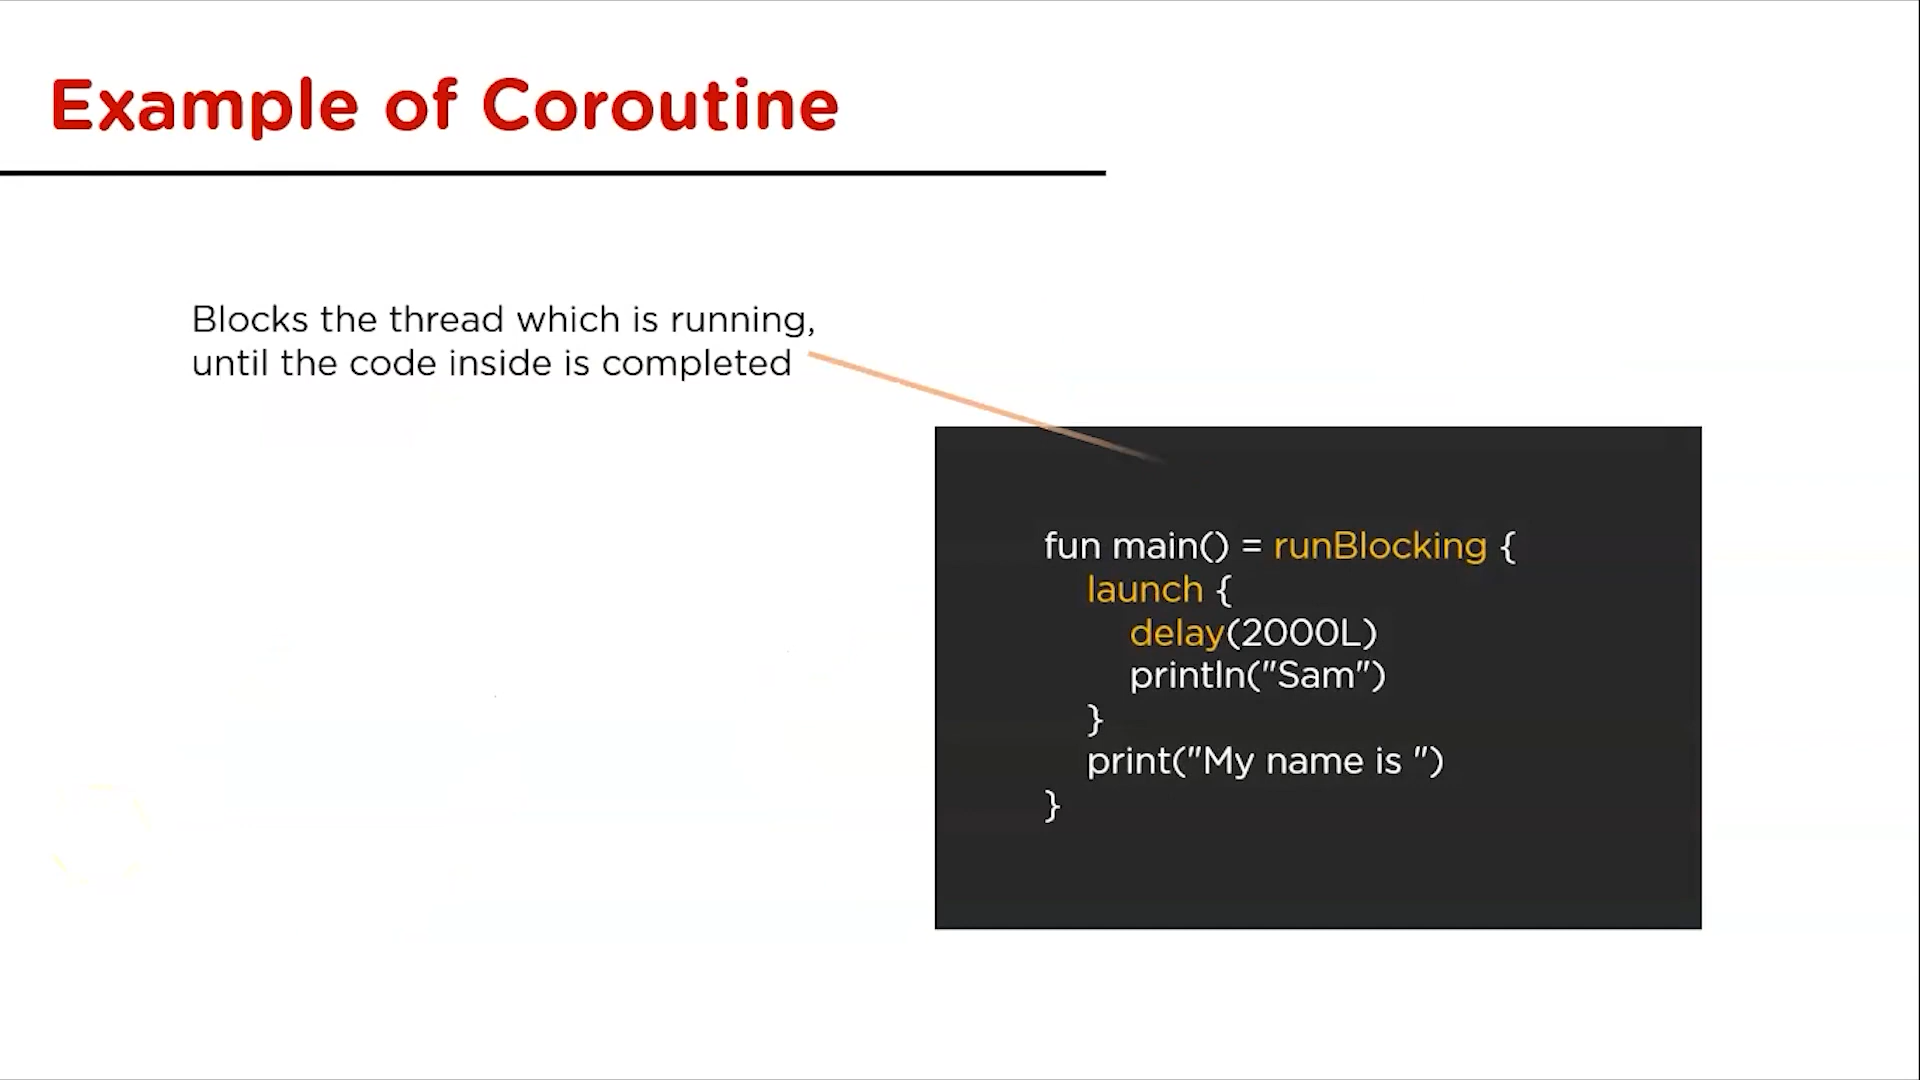 Example of Coroutine
Blocks the thread which is running,
until the code inside is completed
fun main() = runBlocking {
launch {
delay(2000L)
println("Sam")
}
print("My name is ")
}